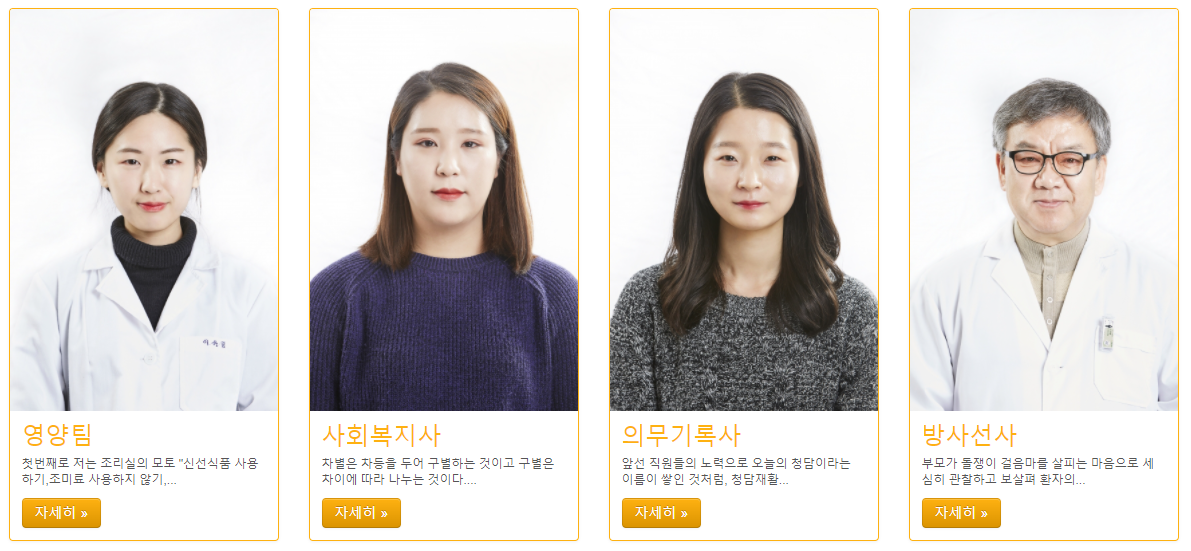 영양팀
첫번째로 저는 조리실의 모토 "신선식품 사용
하기,조미료 사용하지 않기,...
자세히 »
사회복지사
차별은 차등을 두어 구별하는 것이고 구별은
차이에 따라 나누는 것이다....
자세히 »
의무기록사
앞선 직원들의 노력으로 오늘의 청담이라는
이름이 쌓인 것처럼, 청담재활...
자세히 »
방사선사
부모가 돌쟁이 걸음마를 살피는 마음으로 세
심히 관찰하고 보살펴 환자의...
자세히 »